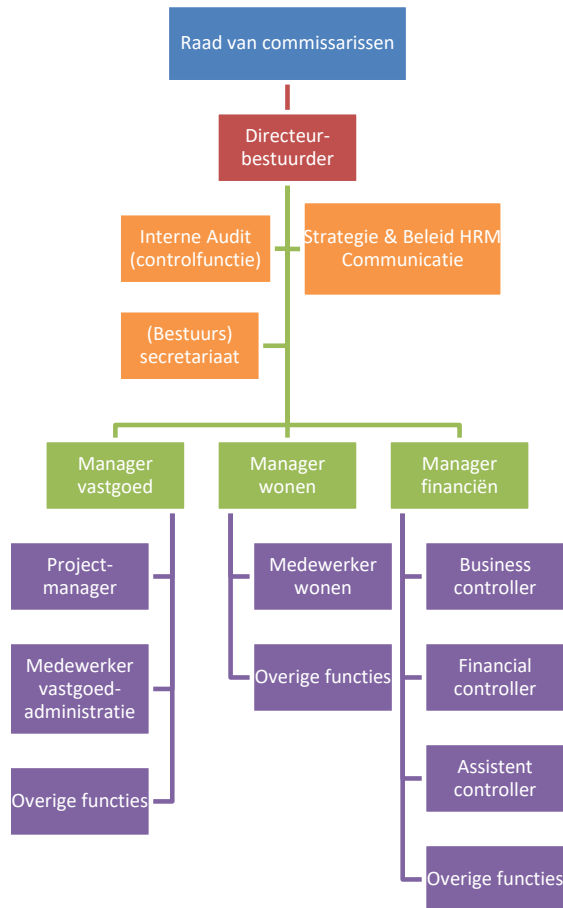 Raad van commissarissen
Directeur-
bestuurder
Interne Audit
(controlfunctie)
Strategie & Beleid HRM
Communicatie
(Bestuurs)
secretariaat
Manager
vastgoed
Manager
wonen
Manager
financiën
Project-
manager
Medewerker
vastgoed-
administratie
Overige functies
Medewerker
wonen
Overige functies
Business
controller
Financial
controller
Assistent
controller
Overige functies